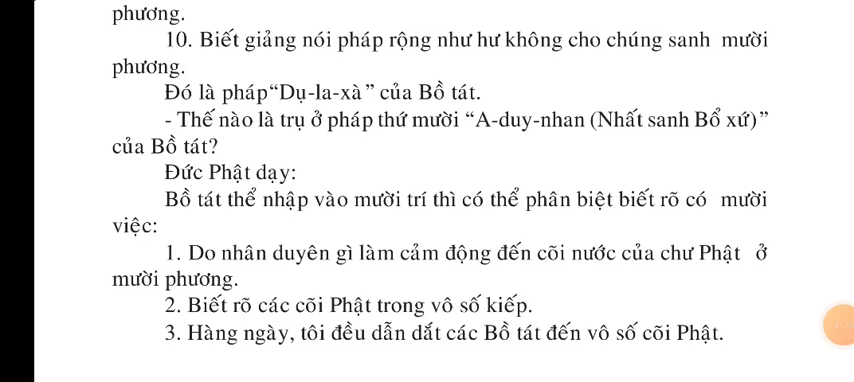 phương.
10. Biết giảng nói pháp rộng như hư không cho chúng sanh mười
phương.
Đó là pháp“Dụ-la-xà” của Bồ tát.
- Thế nào là trụ ở pháp thứ mười “A-duy-nhan (Nhất sanh Bổ xứ)”
của Bồ tát?
Đức Phật dạy:
Bồ tát thể nhập vào mười trí thì có thể phân biệt biết rõ có mười
việc:
1. Do nhân duyên gì làm cảm động đến cõi nước của chư Phật ở
mười phương.
2. Biết rõ các cõi Phật trong vô số kiếp.
3. Hàng ngày, tôi đều dẫn dắt các Bồ tát đến vô số cõi Phật.